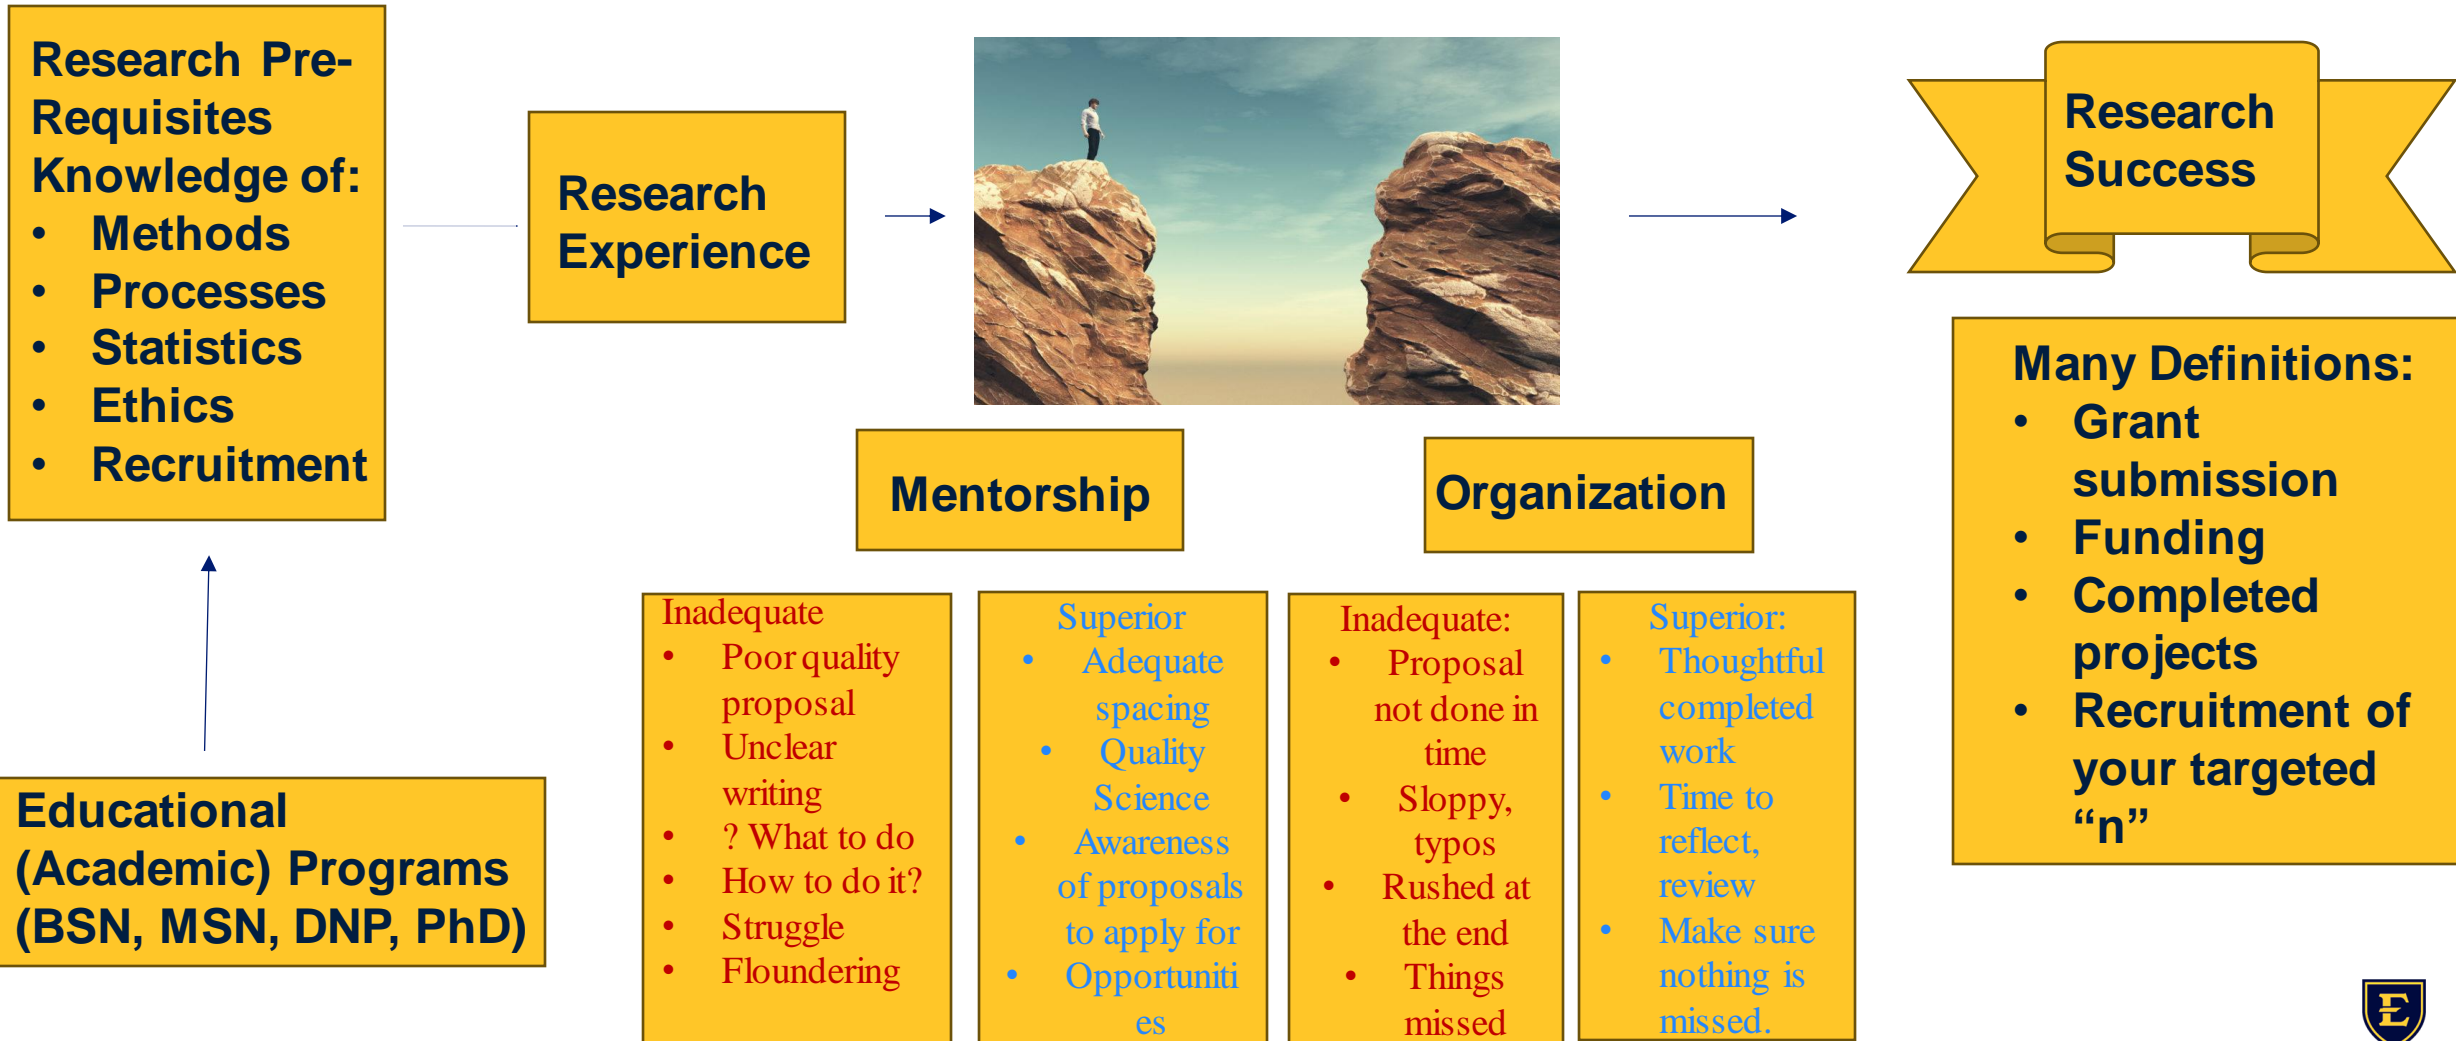 Research Pre-
Requisites
Knowledge of:
• Methods
• Processes
• Statistics
• Ethics
• Recruitment
Educational
(Academic) Programs
(BSN, MSN, DNP, PhD)
Research
Experience
Mentorship
Inadequate
• Poor quality
proposal
• Unclear
writing
• ? What to do
• How to do it?
• Struggle
• Floundering
Superior
• Adequate
spacing
• Quality
Science
• Awareness
of proposals
to apply for
• Opportuniti
es
Organization
Inadequate:
• Proposal
not done in
time
• Sloppy,
typos
• Rushed at
the end
• Things
missed
Superior:
• Thoughtful
completed
work
• Time to
reflect,
review
• Make sure
nothing is
missed.
Research
Success
Many Definitions:
• Grant
submission
• Funding
• Completed
projects
• Recruitment of
your targeted
“n”
E